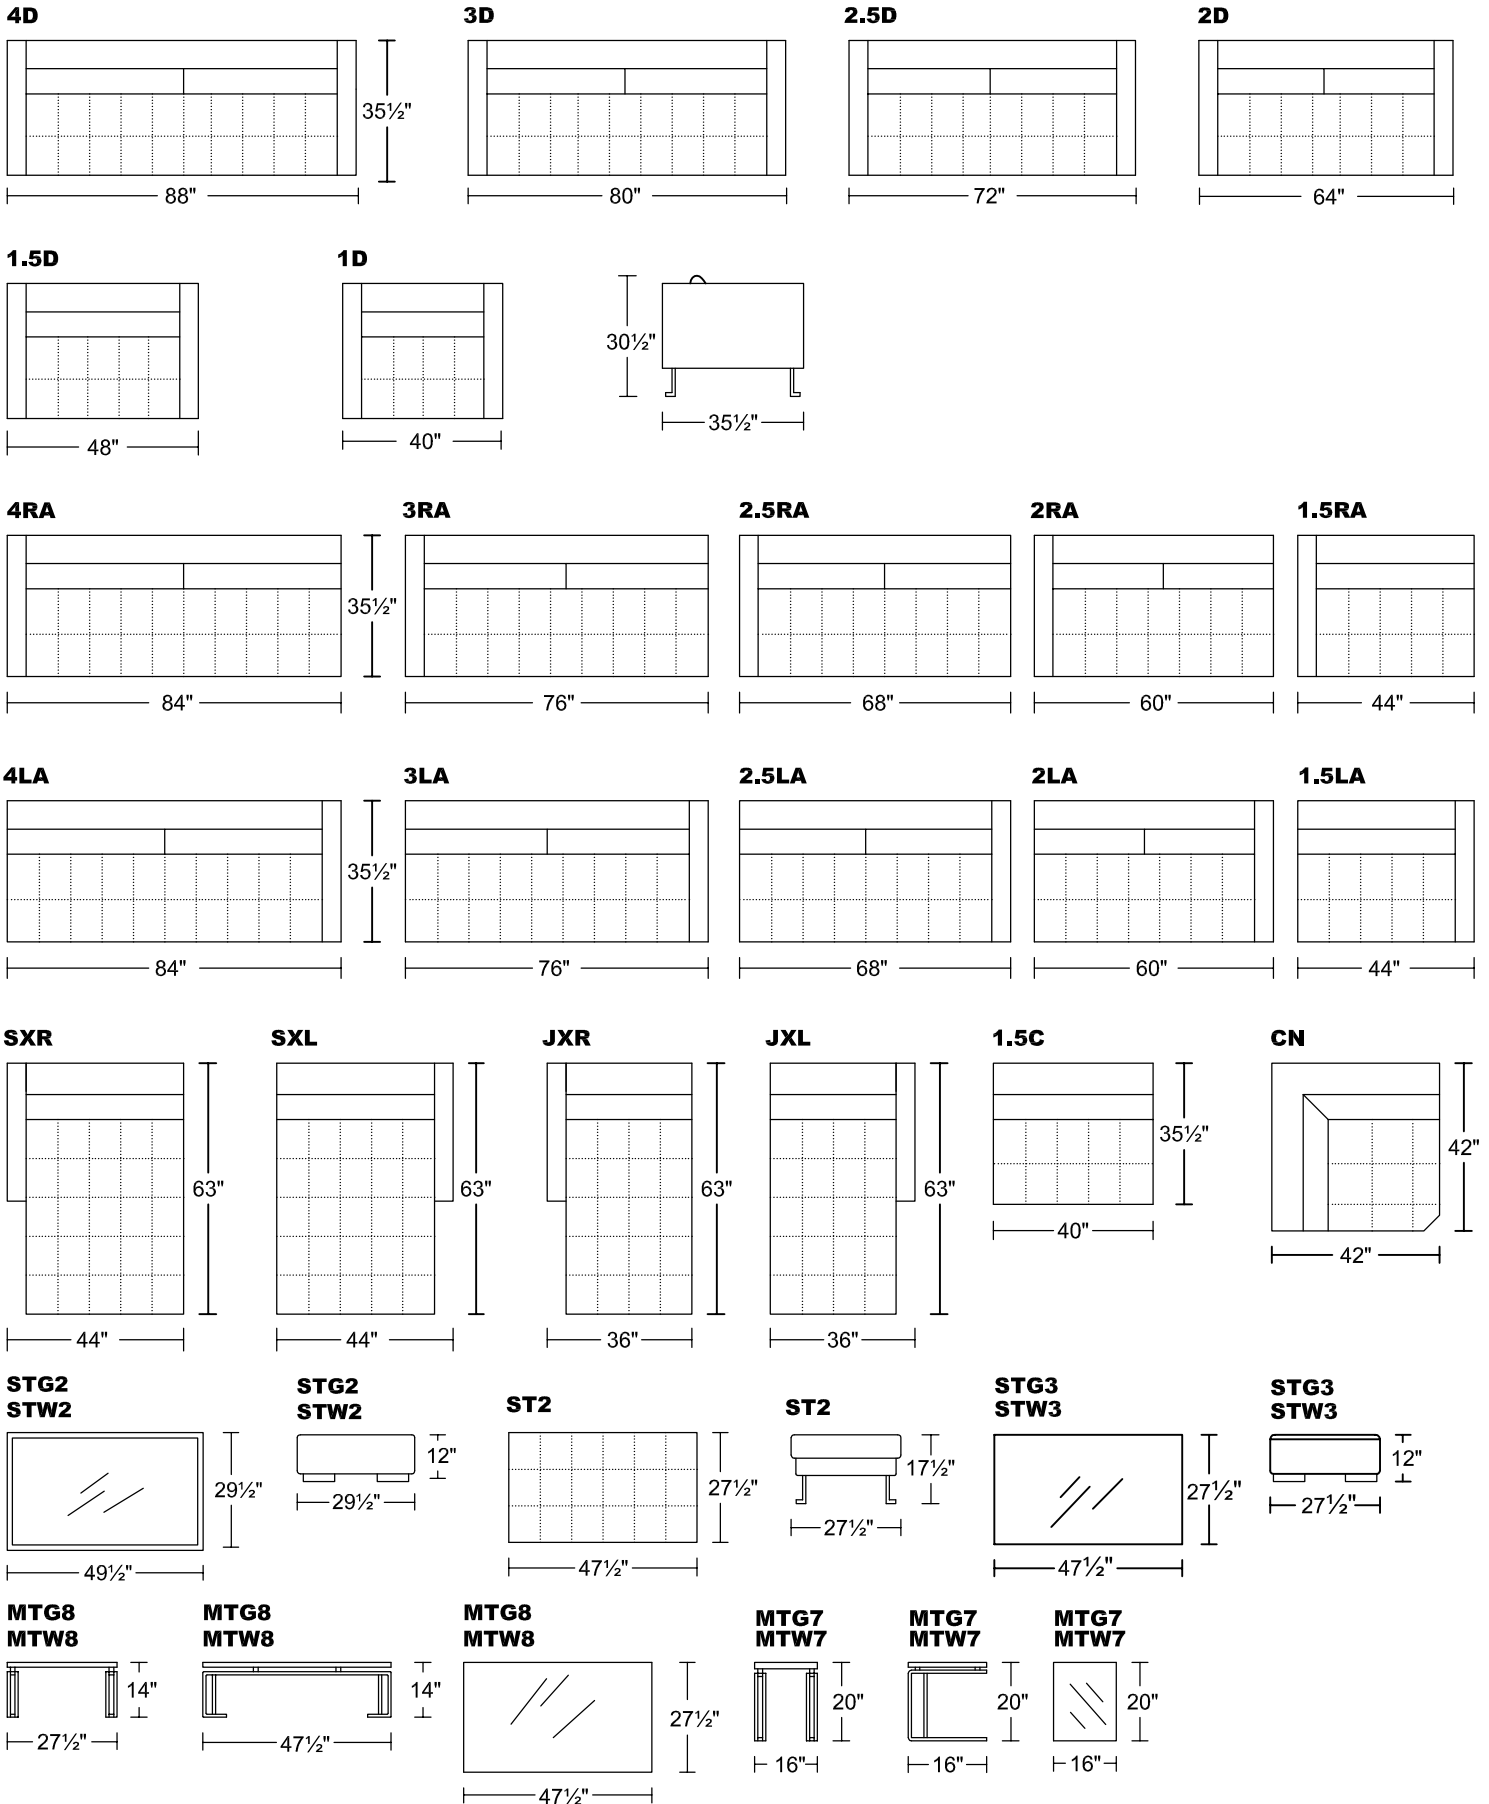 4D
3D
2.5D
2D
35½"
88"
80"
72"
64"
1.5D
1D
30½"
48"
40"
35½"
4RA
3RA
2.5RA
2RA
1.5RA
35½"
84"
76"
68"
60"
44"
4LA
3LA
2.5LA
2LA
1.5LA
35½"
84"
76"
68"
60"
44"
SXR
SXL
JXR
JXL
1.5C
CN
63"
63"
63"
63"
35½"
42"
44"
44"
36"
36"
40"
42"
STG2
STW2
STG2
STW2
ST2
ST2
STG3
STW3
STG3
STW3
29½"
12"
27½"
17½"
27½"
12"
49½"
29½"
47½"
27½"
47½"
27½"
MTG8
MTW8
MTG8
MTW8
MTG8
MTW8
MTG7
MTW7
MTG7
MTW7
MTG7
MTW7
14"
14"
27½"
20"
20"
20"
27½"
47½"
47½"
16"
16"
16"